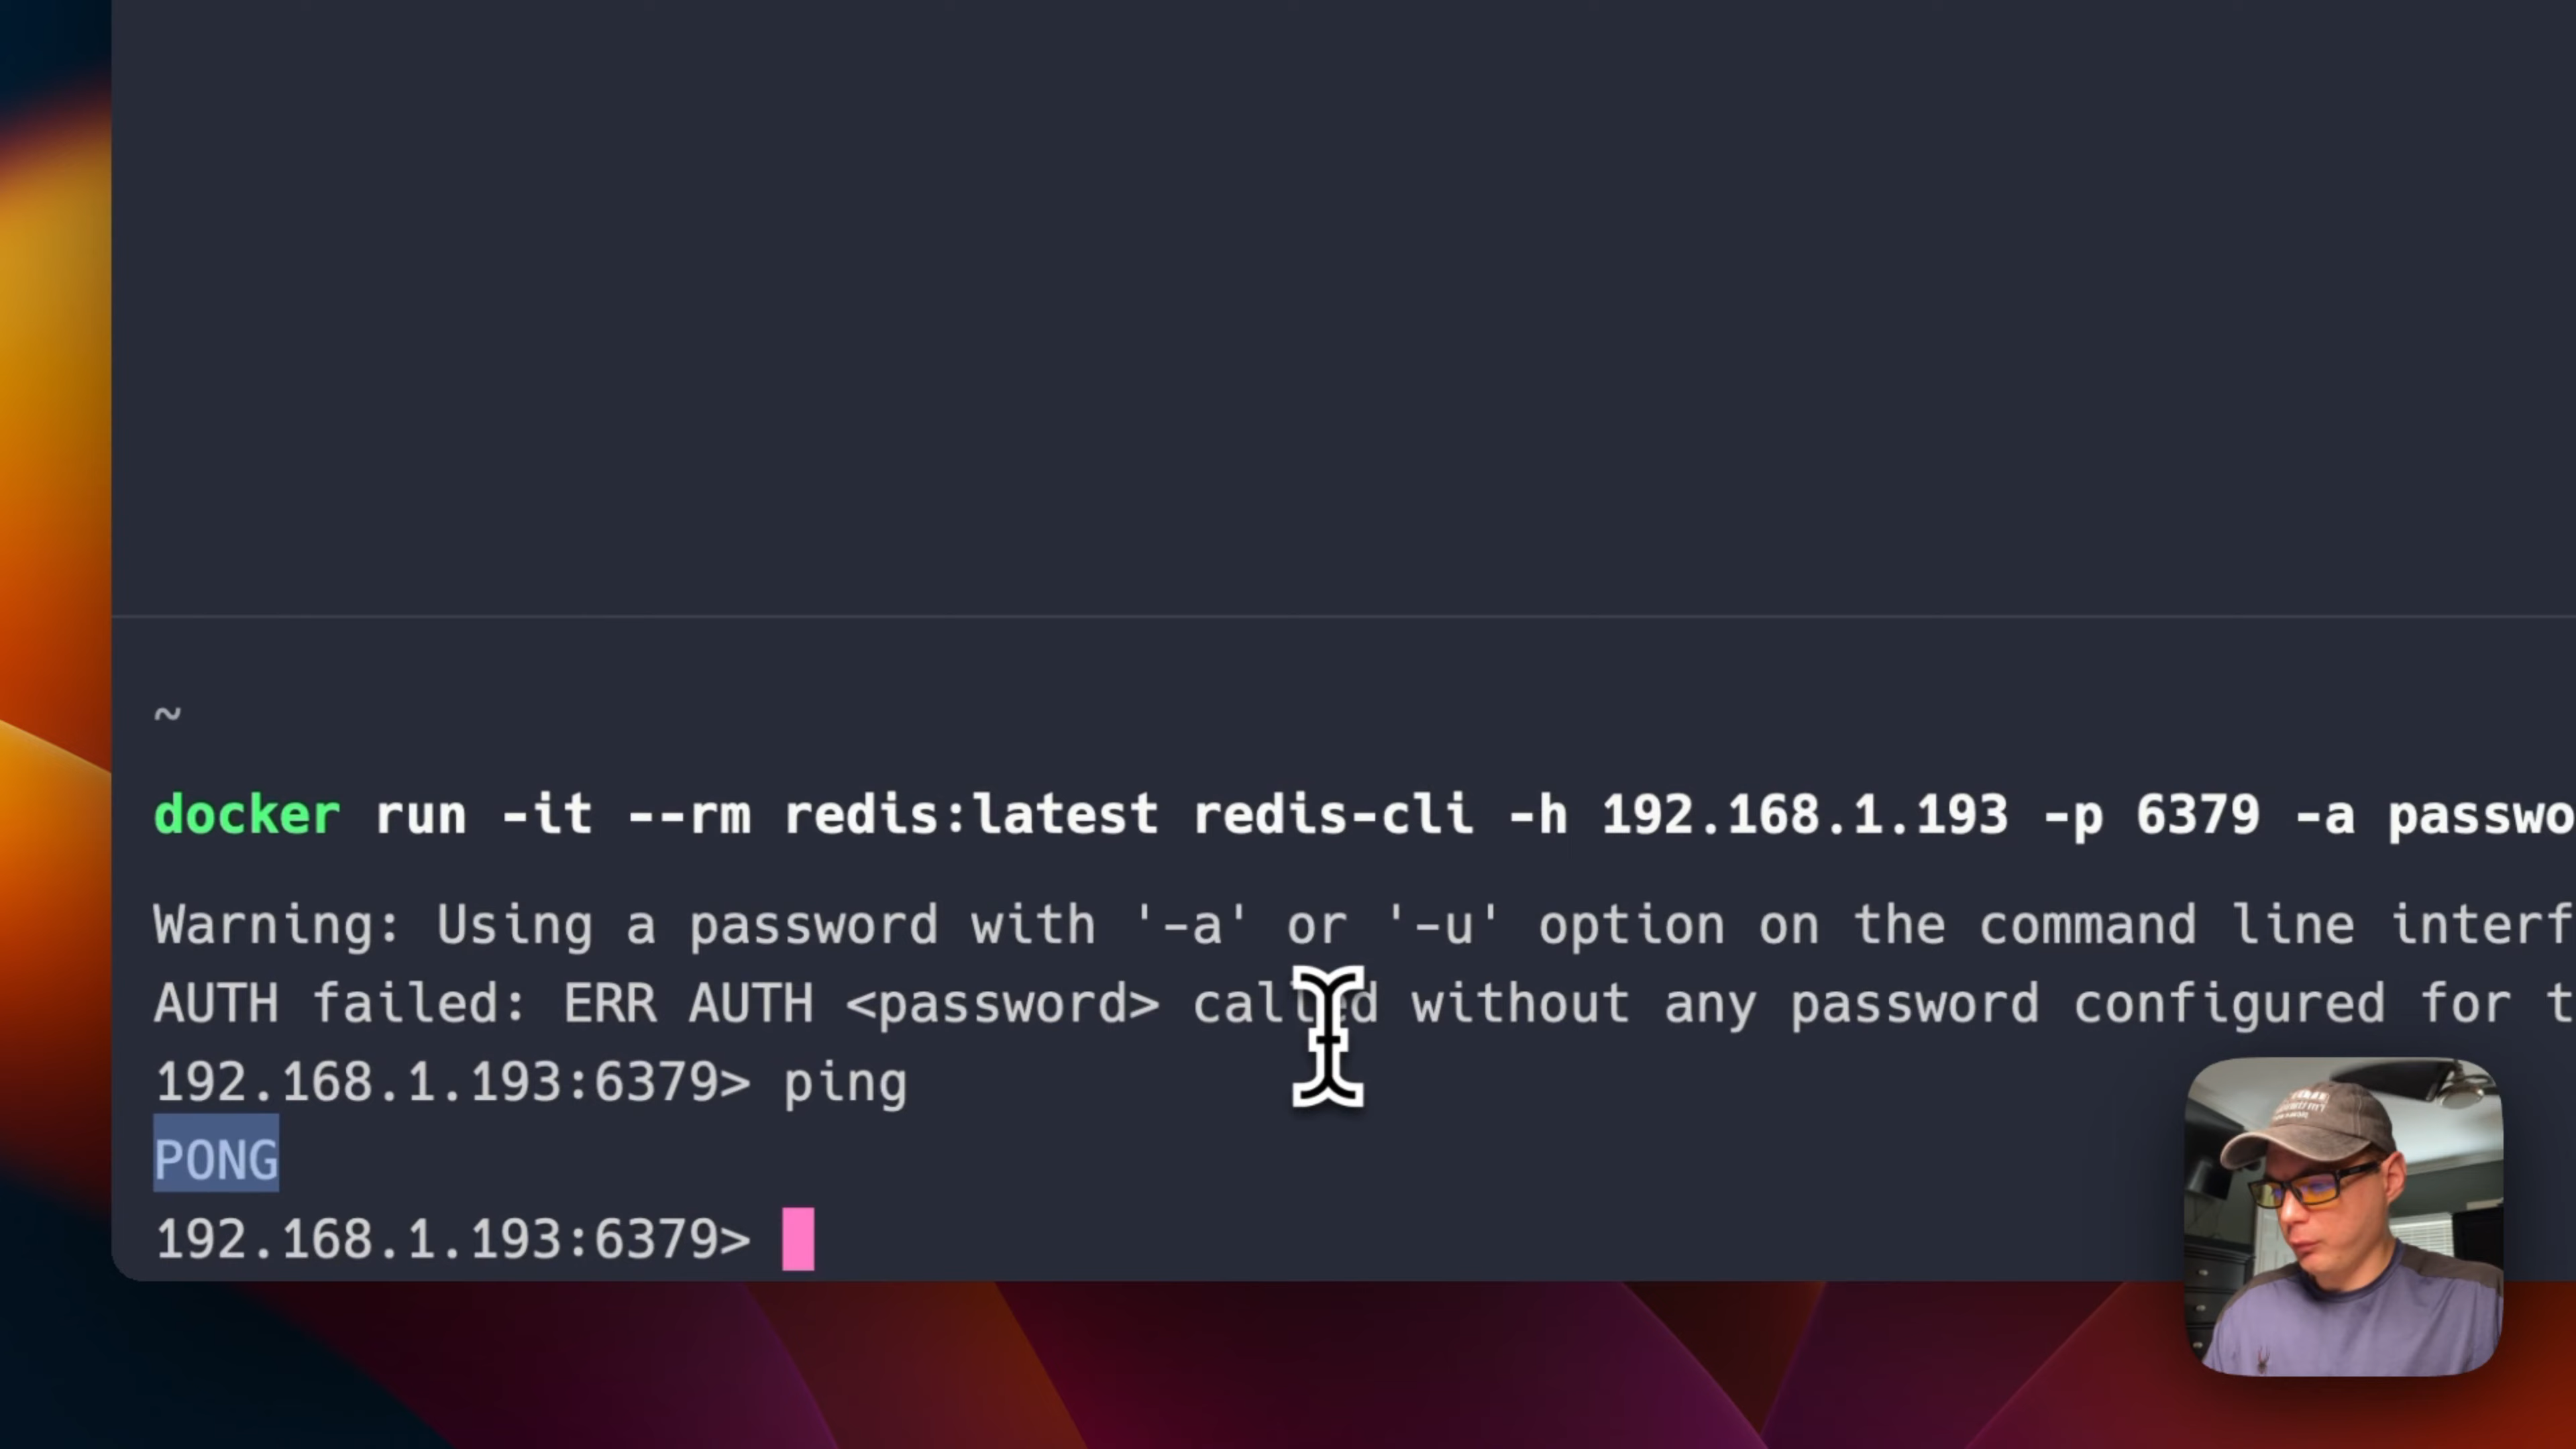 ~
docker run -it --rm redis:latest redis-cli -h 192.168.1.193 -p 6379 -a passwo
Warning: Using a password with '-a' or '-u' option on the command line interf
AUTH failed: ERR AUTH <password> called without any password configured for t
192.168.1.193:6379> ping
PONG
192.168.1.193:6379>